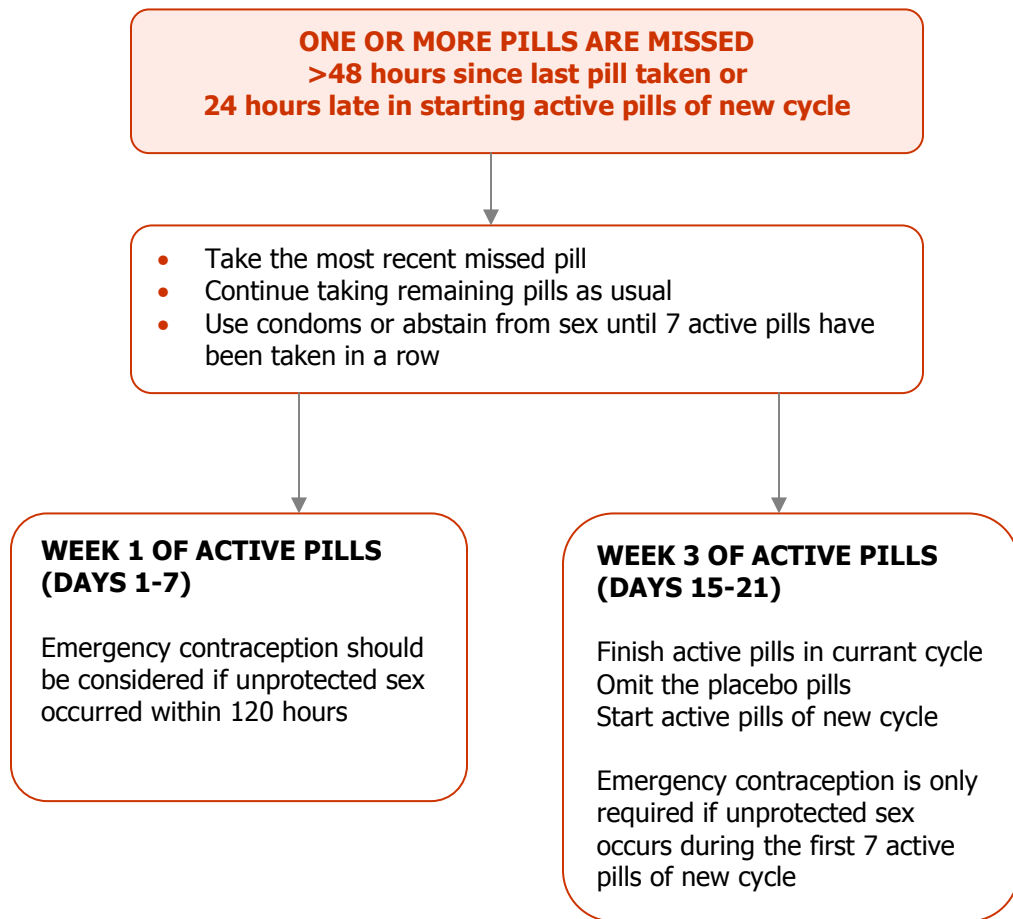 ONE OR MORE PILLS ARE MISSED
>48 hours since last pill taken or
24 hours late in starting active pills of new cycle
• Take the most recent missed pill
• Continue taking remaining pills as usual
• Use condoms or abstain from sex until 7 active pills have
been taken in a row
WEEK 1 OF ACTIVE PILLS
(DAYS 1-7)
Emergency contraception should
be considered if unprotected sex
occurred within 120 hours
WEEK 3 OF ACTIVE PILLS
(DAYS 15-21)
Finish active pills in currant cycle
Omit the placebo pills
Start active pills of new cycle
Emergency contraception is only
required if unprotected sex
occurs during the first 7 active
pills of new cycle